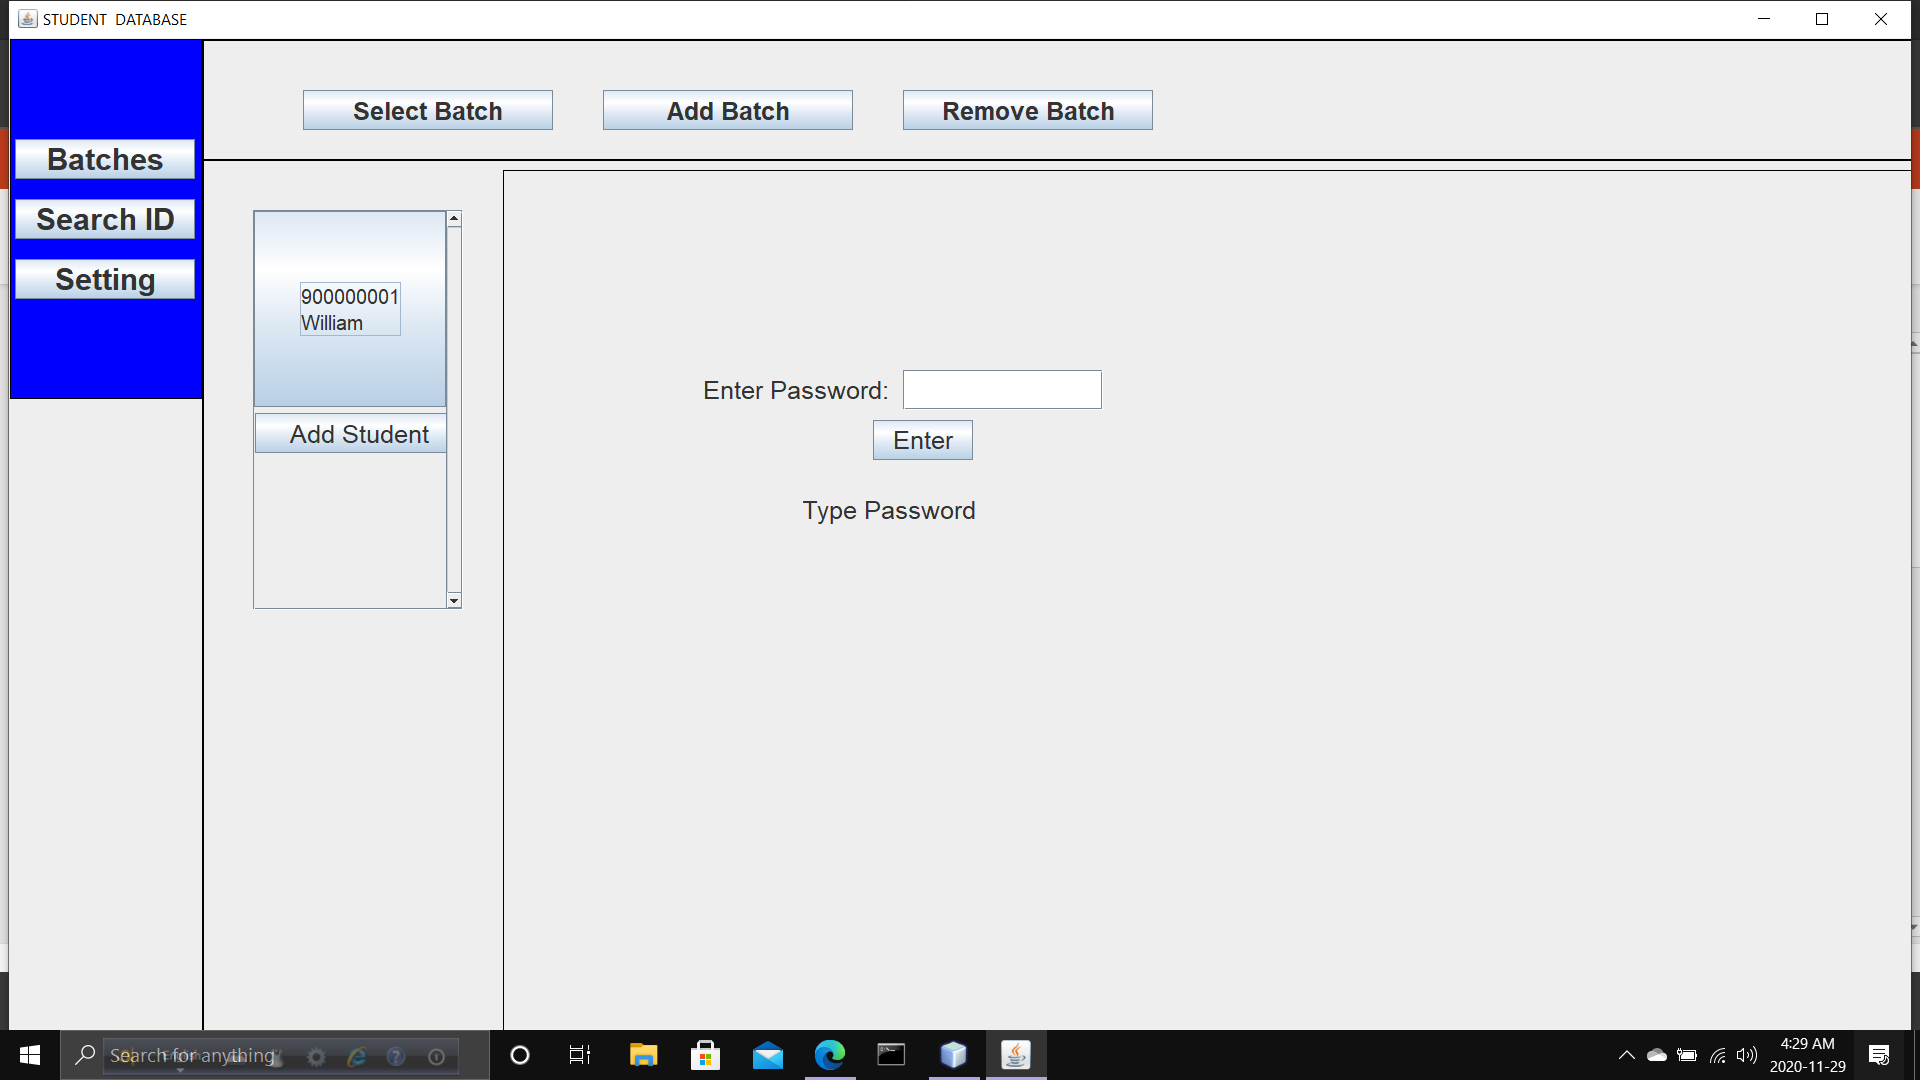 STUDENT  DATABASE
Select Batch
Add Batch
Remove Batch
Batches
Search ID
Setting
900000001
William
Add Student
Enter Password:
Enter
Type Password
Search for anything
4:29 AM
2020-11-29